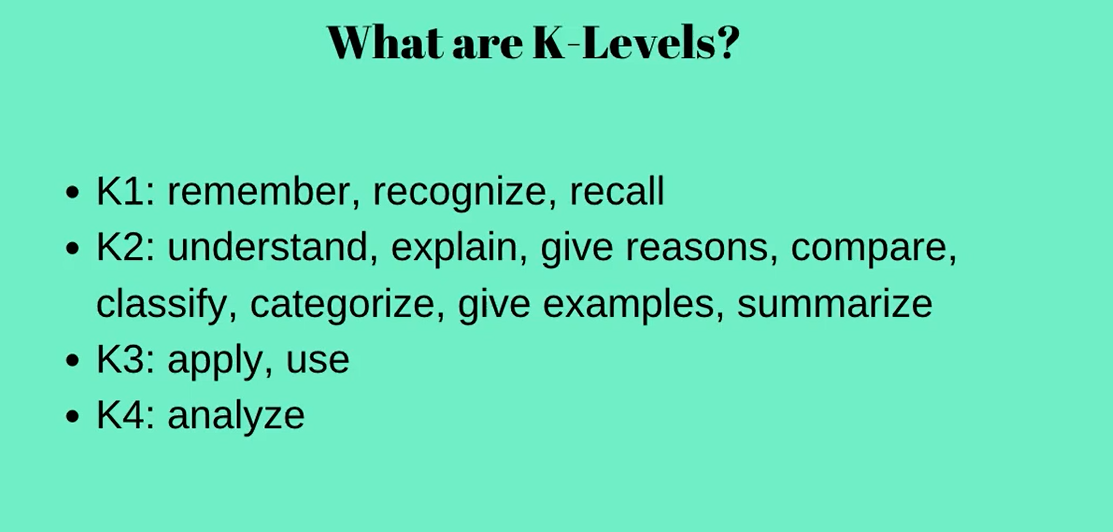 What are K-Levels?
• K1: remember, recognize, recall
• K2: understand, explain, give reasons, compare,
classify, categorize, give examples, summarize
• K3: apply, use
• K4: analyze